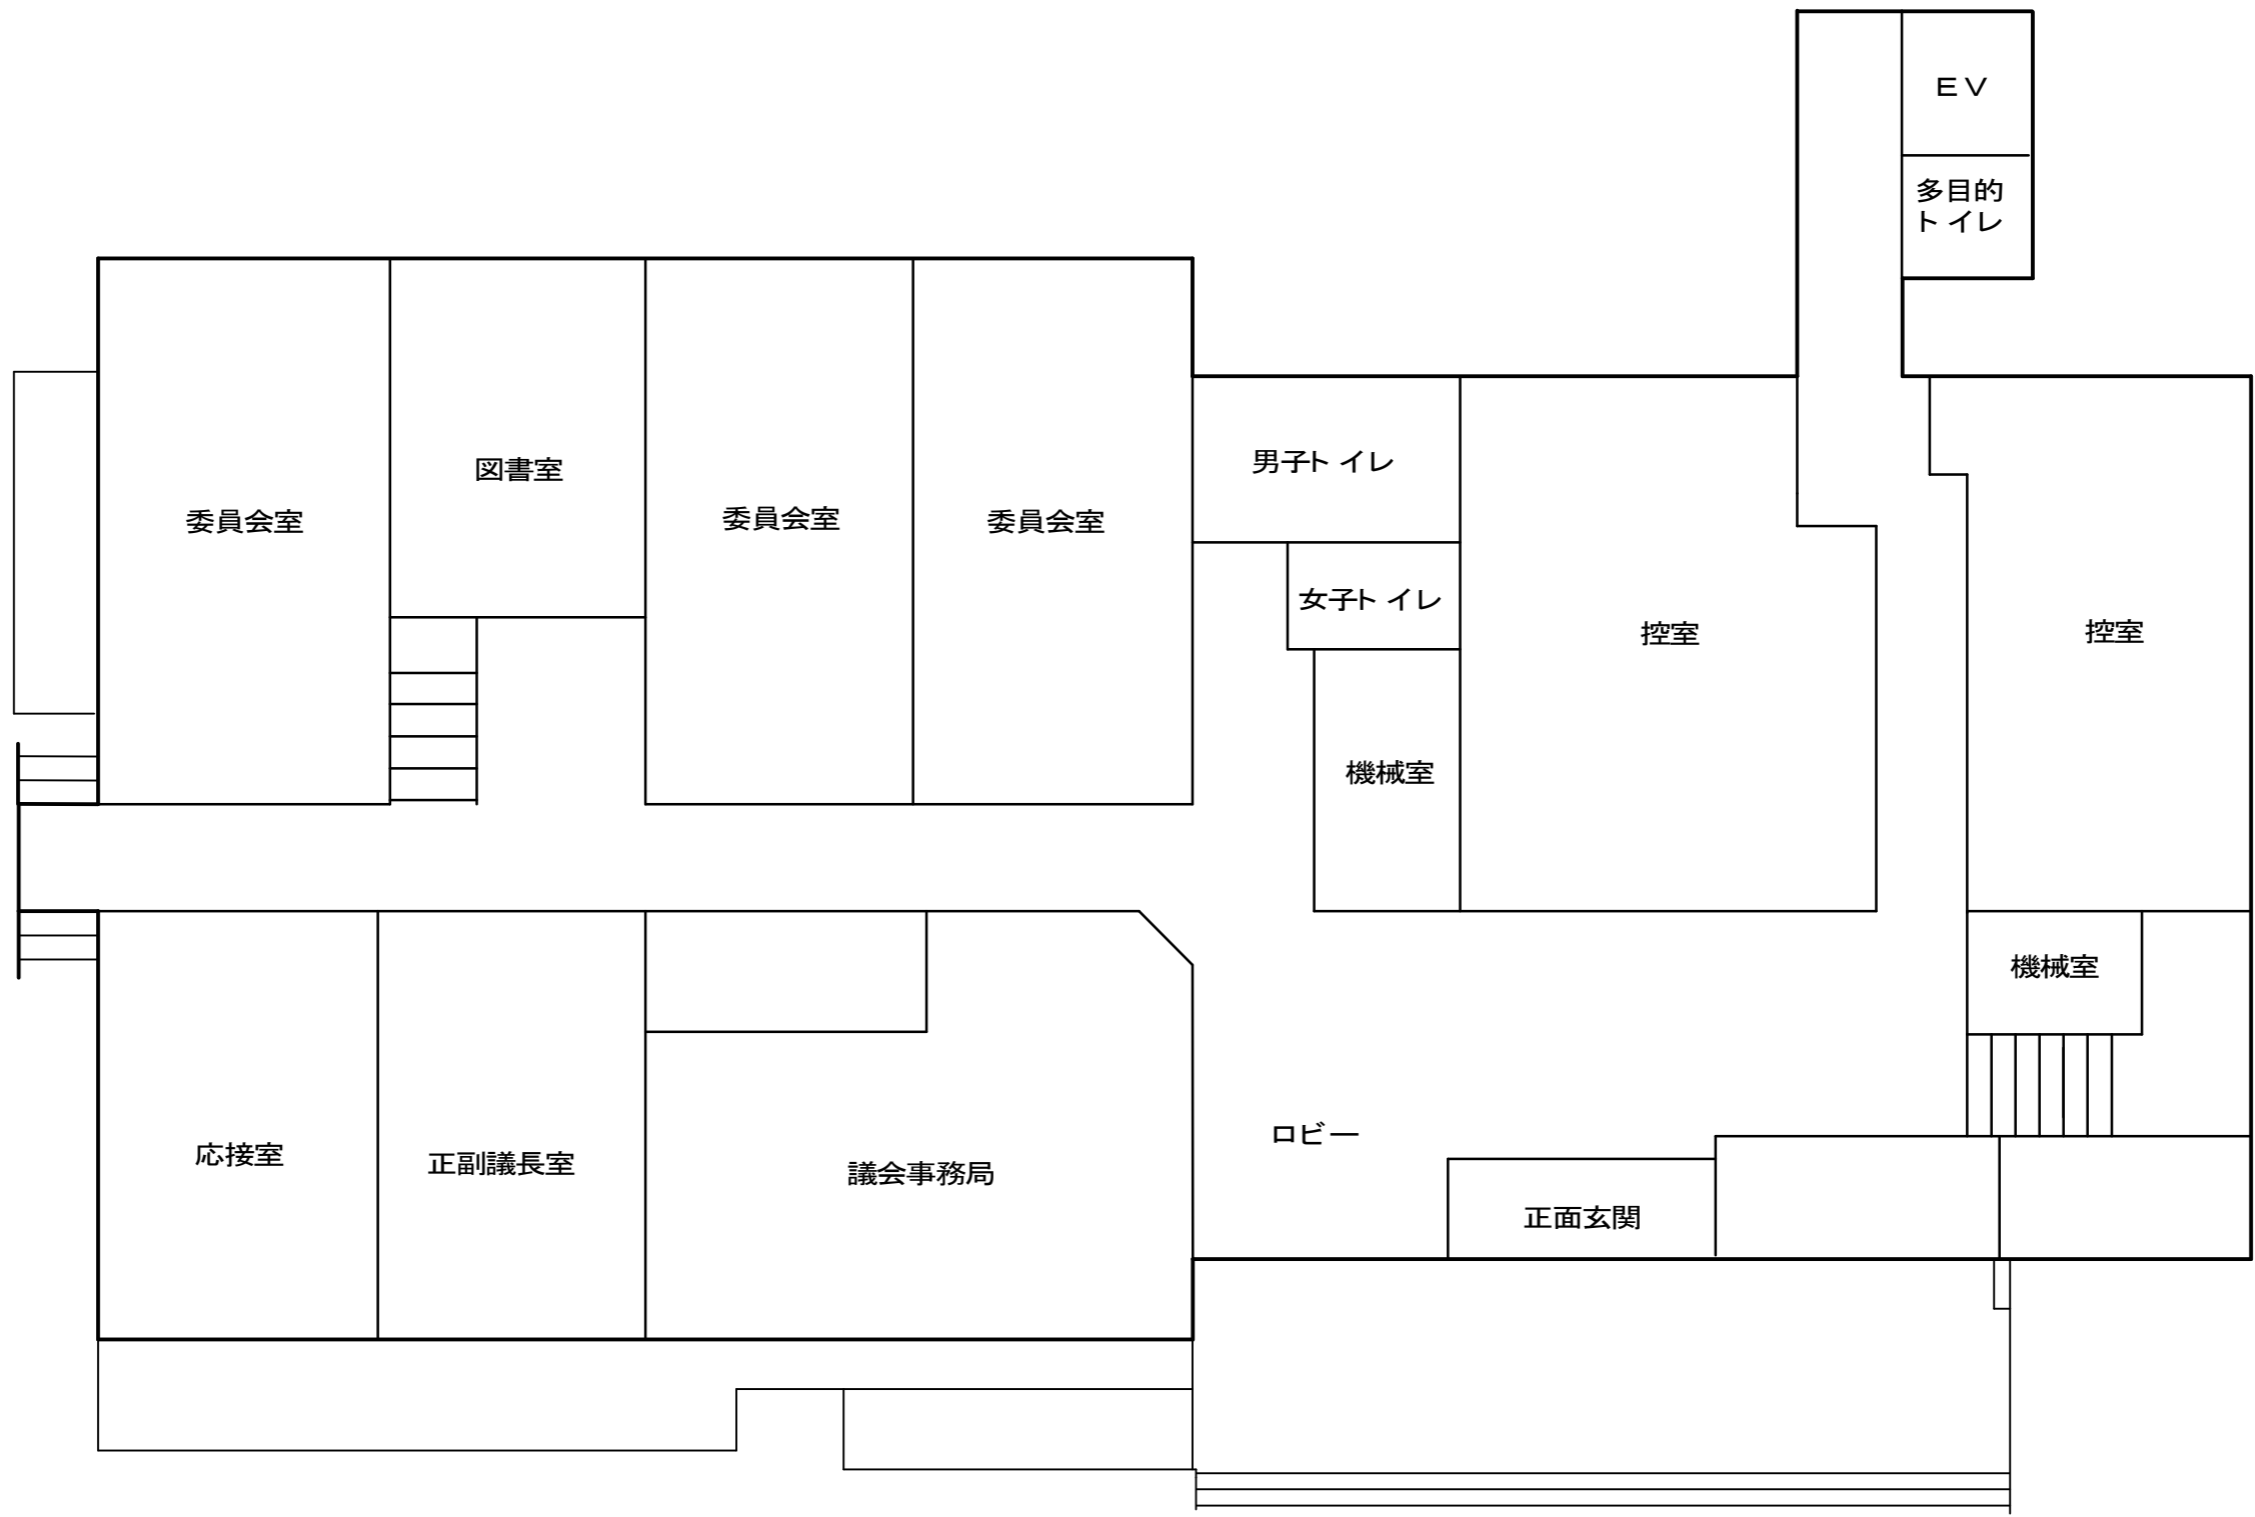 EV
多目的
トイレ
男子トイレ
図書室
委員会室
委員会室
委員会室
女子トイレ
控室
控室
機械室
機械室
ロビー
応接室
正副議長室
議会事務局
正面玄関